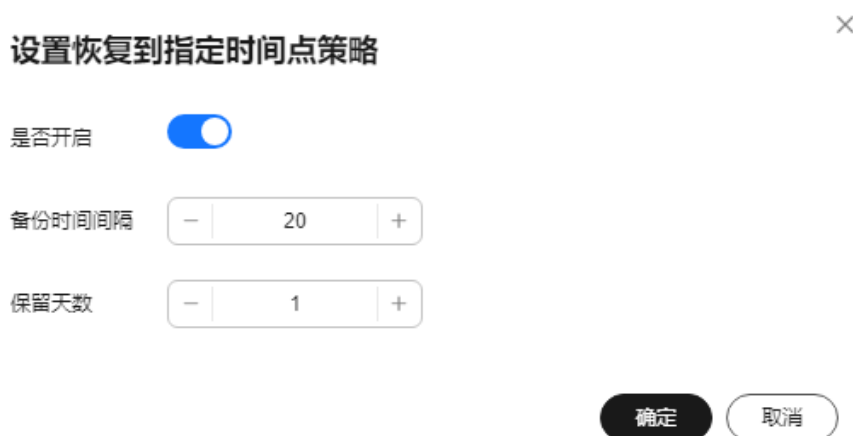 设置恢复到指定时间点策略
是否开启
备份时间间隔 − 20 +
保留天数 − 1 +
确定 取消